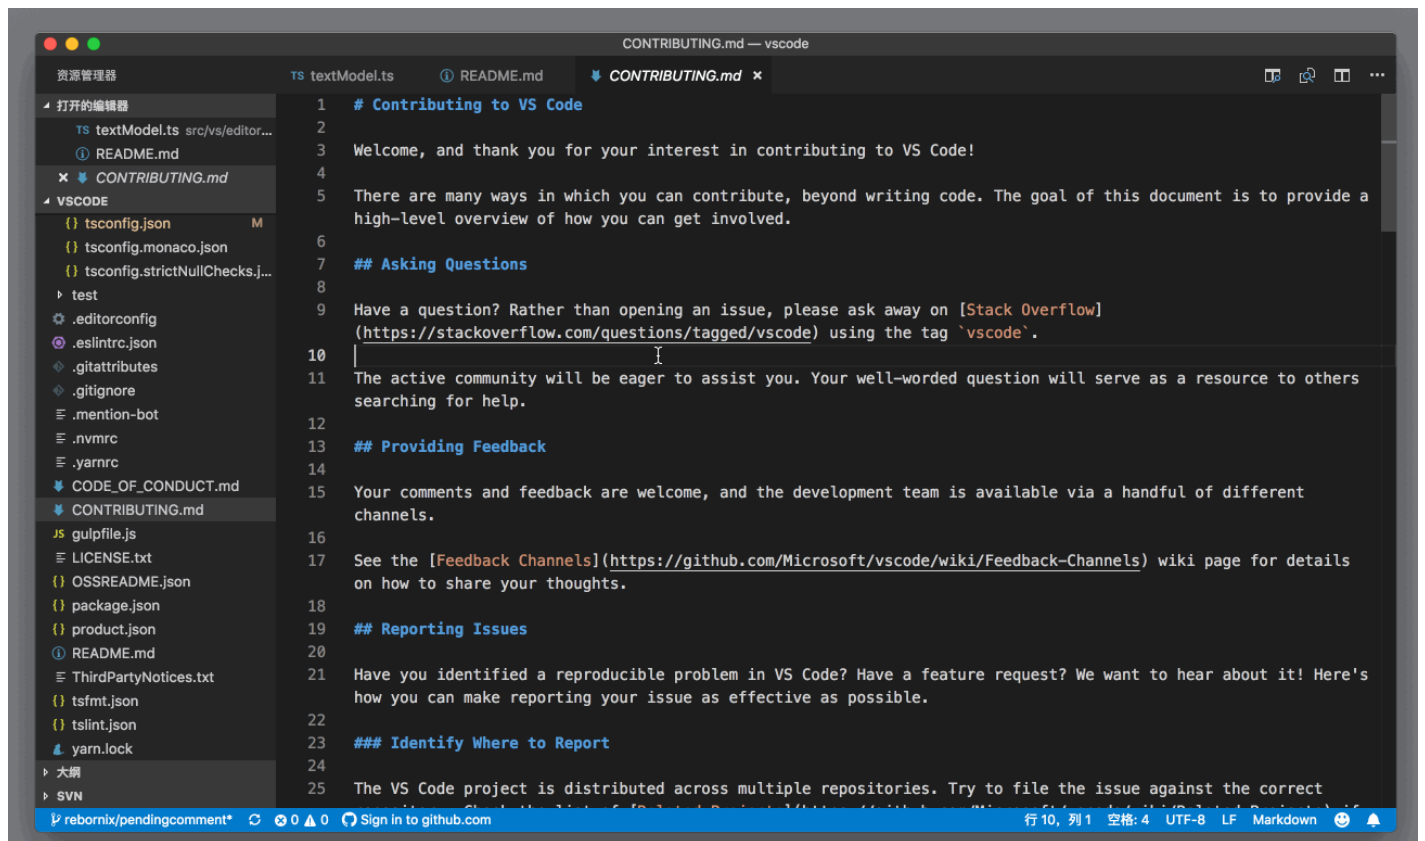 CONTRIBUTING.md — vscode
资源管理器
TS textModel.ts
README.md
CONTRIBUTING.md ×
打开的编辑器
TS textModel.ts src/vs/editor...
README.md
× CONTRIBUTING.md
VSCODE
{} tsconfig.json M
{} tsconfig.monaco.json
{} tsconfig.strictNullChecks.j...
test
.editorconfig
.eslintrc.json
.gitattributes
.gitignore
.mention-bot
.nvmrc
.yarnrc
CODE_OF_CONDUCT.md
CONTRIBUTING.md
JS gulpfile.js
LICENSE.txt
{} OSSREADME.json
{} package.json
{} product.json
README.md
ThirdPartyNotices.txt
{} tsfmt.json
{} tslint.json
yarn.lock
大纲
SVN
1 # Contributing to VS Code
2
3 Welcome, and thank you for your interest in contributing to VS Code!
4
5 There are many ways in which you can contribute, beyond writing code. The goal of this document is to provide a
high-level overview of how you can get involved.
6
7 ## Asking Questions
8
9 Have a question? Rather than opening an issue, please ask away on [Stack Overflow]
(https://stackoverflow.com/questions/tagged/vscode) using the tag `vscode`.
10
11 The active community will be eager to assist you. Your well-worded question will serve as a resource to others
searching for help.
12
13 ## Providing Feedback
14
15 Your comments and feedback are welcome, and the development team is available via a handful of different
channels.
16
17 See the [Feedback Channels](https://github.com/Microsoft/vscode/wiki/Feedback-Channels) wiki page for details
on how to share your thoughts.
18
19 ## Reporting Issues
20
21 Have you identified a reproducible problem in VS Code? Have a feature request? We want to hear about it! Here's
how you can make reporting your issue as effective as possible.
22
23 ### Identify Where to Report
24
25 The VS Code project is distributed across multiple repositories. Try to file the issue against the correct
rebornix/pendingcomment* 0 0 Sign in to github.com
行 10，列 1 空格: 4 UTF-8 LF Markdown